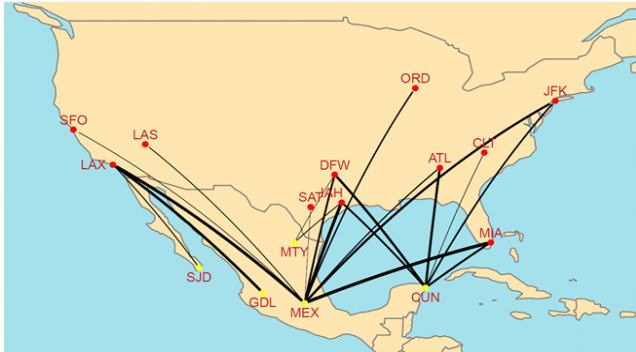 ORD
JFK
SFO
LAS
CLT
LAX
DFW
ATL
SAT
IAH
MIA
MTY
SJD
GDL
MEX
CUN